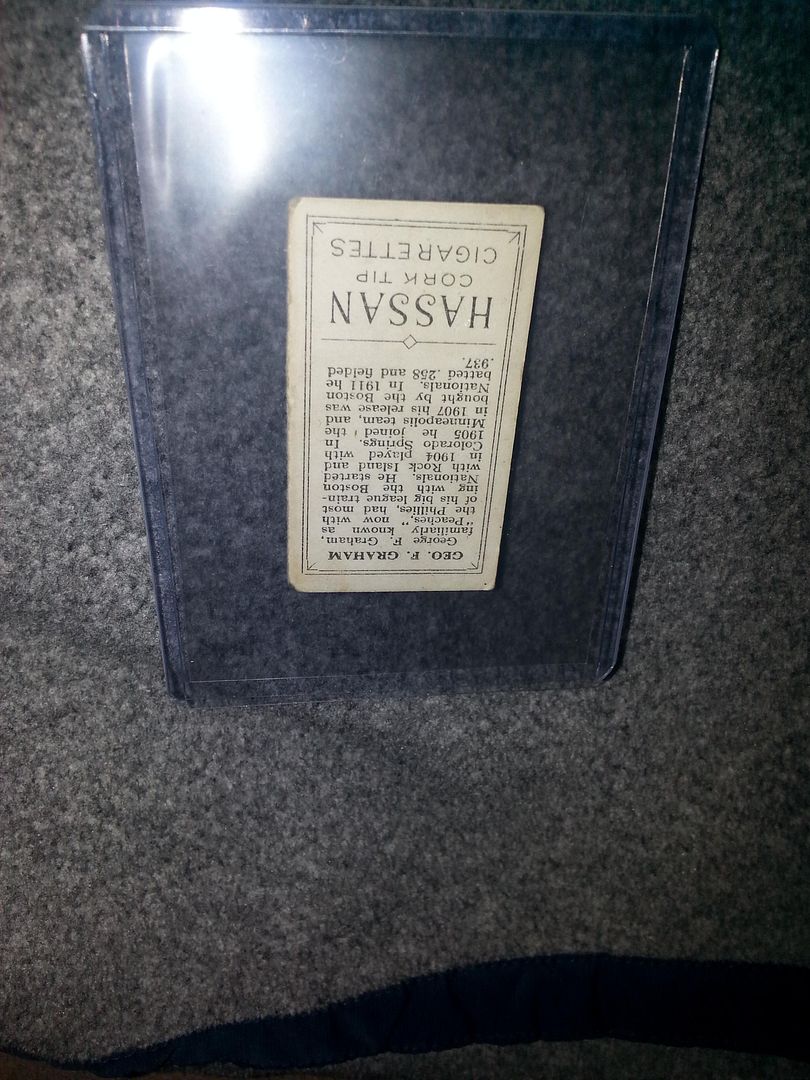 GEO. F. GRAHAM
George F. Graham,
familiarly known as
"Peaches," now with
the Phillies, had most
of his big league train-
ing with the Boston
Nationals. He started
with Rock Island and
in 1904 played with
Colorado Springs. In
1905 he joined the
Minneapolis team, and
in 1907 his release was
bought by the Boston
Nationals. In 1911 he
batted .258 and fielded
.937.
HASSAN
CORK TIP
CIGARETTES